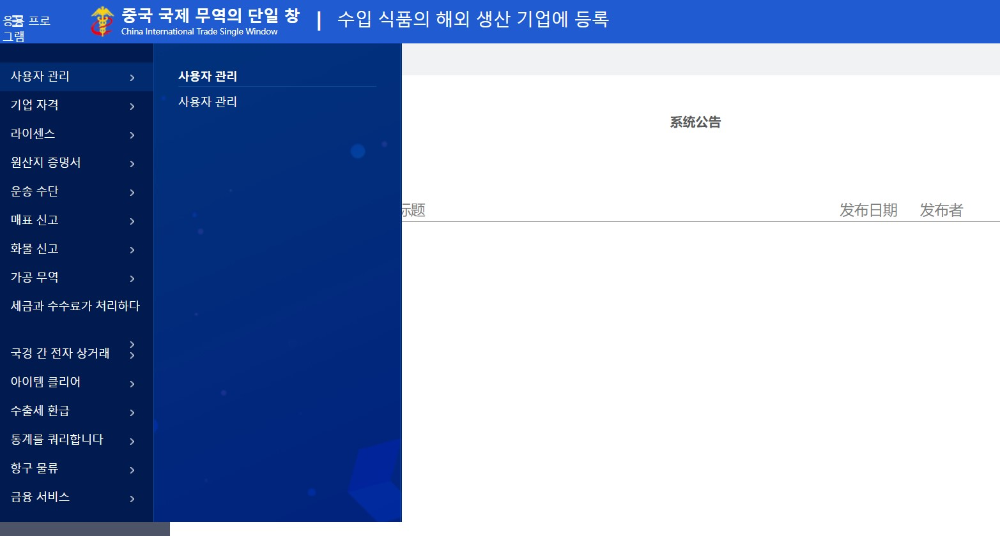 응용 프로
그램
중국 국제 무역의 단일 창
China International Trade Single Window
| 수입 식품의 해외 생산 기업에 등록
사용자 관리
기업 자격
라이센스
원산지 증명서
운송 수단
매표 신고
화물 신고
가공 무역
세금과 수수료가 처리하다
국경 간 전자 상거래
아이템 클리어
수출세 환급
통계를 쿼리합니다
항구 물류
금융 서비스
사용자 관리
사용자 관리
系统公告
标题 发布日期 发布者